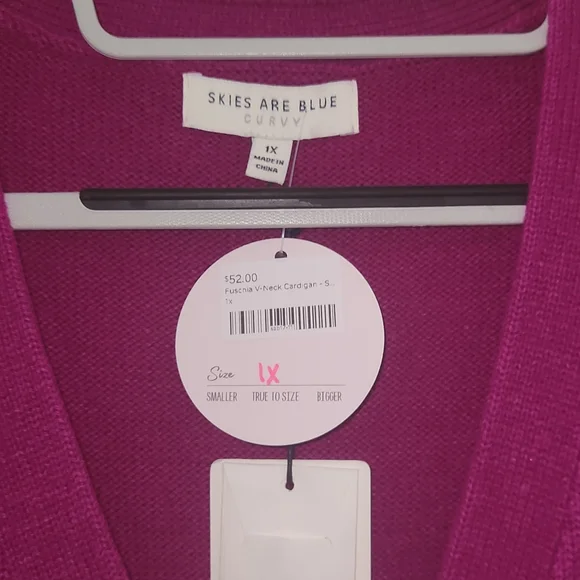 SKIES ARE BLUE
CURVY
1X
MADE IN
CHINA
$52.00
Fuschia V-Neck Cardigan - S...
1x
Size 1X
SMALLER TRUE TO SIZE BIGGER